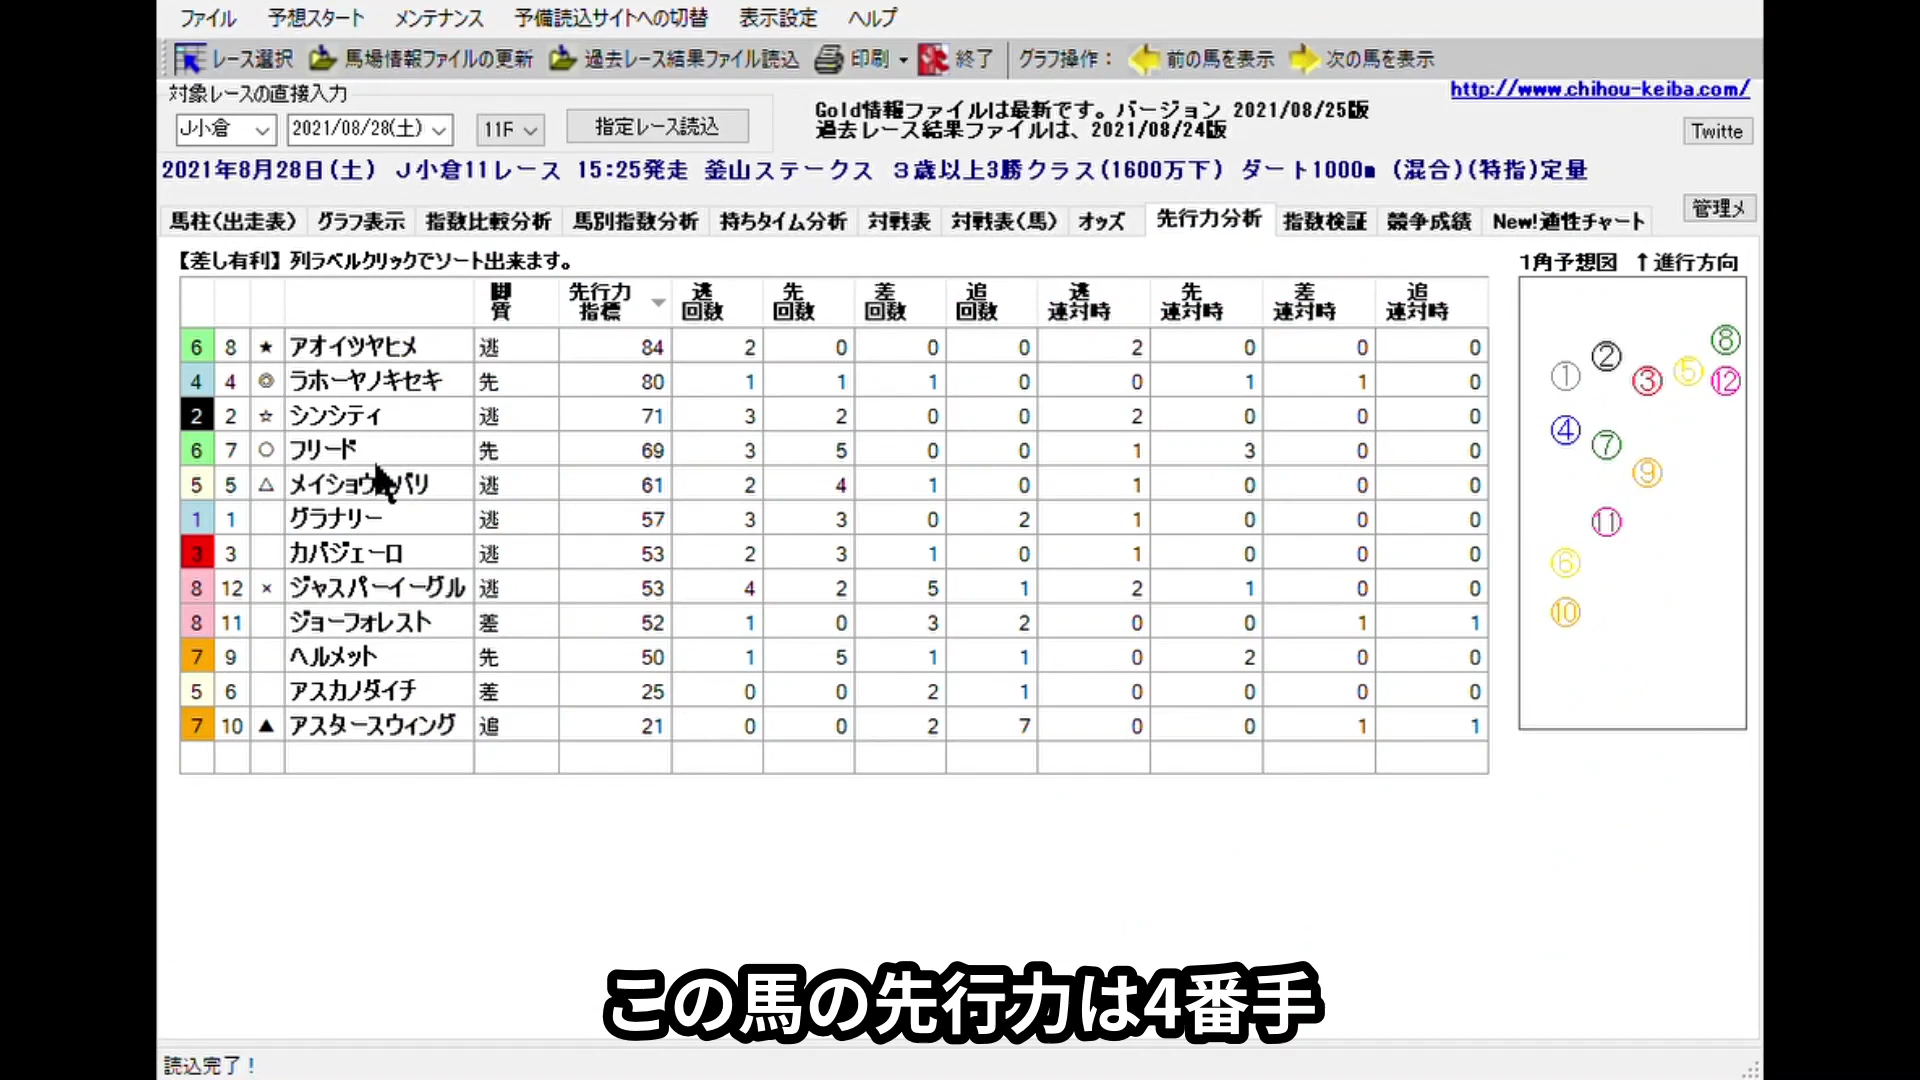 ファイル 予想スタート メンテナンス 予備読込サイトへの切替 表示設定 ヘルプ
レース選択 馬場情報ファイルの更新 過去レース結果ファイル読込 印刷 終了 グラフ操作： 前の馬を表示 次の馬を表示
対象レースの直接入力
http://www.chihou-keiba.com/
J小倉 2021/08/28(土) 11R 指定レース読込
Gold情報ファイルは最新です。バージョン 2021/08/25版
過去レース結果ファイルは、2021/08/24版
Twitte
2021年8月28日(土) J小倉11レース 15:25発走 釜山ステークス 3歳以上3勝クラス(1600万下) ダート1000m (混合)(特指)定量
管理メ
馬柱(出走表) グラフ表示 指数比較分析 馬別指数分析 持ちタイム分析 対戦表 対戦表(馬) オッズ 先行力分析 指数検証 競争成績 New!適性チャート
【差し有利】列ラベルクリックでソート出来ます。
1角予想図 ↑進行方向
脚質 先行力指標 逃回数 先回数 差回数 追回数 逃連対時 先連対時 差連対時 追連対時
6 8 ★ アオイツヤヒメ 逃 84 2 0 0 0 2 0 0 0
4 4 ◎ ラホーヤノキセキ 先 80 1 1 1 0 0 1 1 0
2 2 ☆ シンシティ 逃 71 3 2 0 0 2 0 0 0
6 7 ○ フリード 先 69 3 5 0 0 1 3 0 0
5 5 △ メイショウ バリ 逃 61 2 4 1 0 1 0 0 0
1 1 グラナリー 逃 57 3 3 0 2 1 0 0 0
3 3 カバジェーロ 逃 53 2 3 1 0 1 0 0 0
8 12 × ジャスパーイーグル 逃 53 4 2 5 1 2 1 0 0
8 11 ジョーフォレスト 差 52 1 0 3 2 0 0 1 1
7 9 ヘルメット 先 50 1 5 1 1 0 2 0 0
5 6 アスカノダイチ 差 25 0 0 2 1 0 0 0 0
7 10 ▲ アスタースウィング 追 21 0 0 2 7 0 0 1 1
⑧
②
① ③ ⑤ ⑫
④ ⑦
⑨
⑪
⑥
⑩
この馬の先行力は4番手
読込完了！